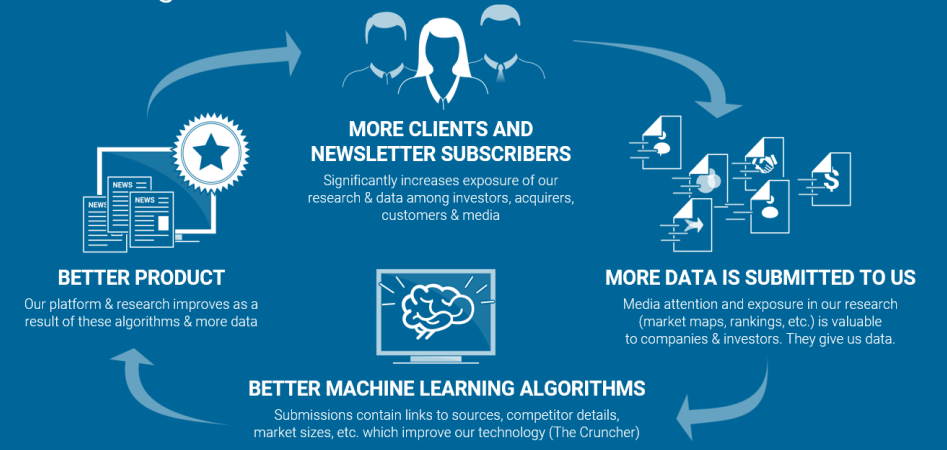 MORE CLIENTS AND
NEWSLETTER SUBSCRIBERS
Significantly increases exposure of our
research & data among investors, acquirers,
customers & media
NEWS
NEWS
NEWS
$
BETTER PRODUCT
Our platform & research improves as a
result of these algorithms & more data
MORE DATA IS SUBMITTED TO US
Media attention and exposure in our research
(market maps, rankings, etc.) is valuable
to companies & investors. They give us data.
BETTER MACHINE LEARNING ALGORITHMS
Submissions contain links to sources, competitor details,
market sizes, etc. which improve our technology (The Cruncher)